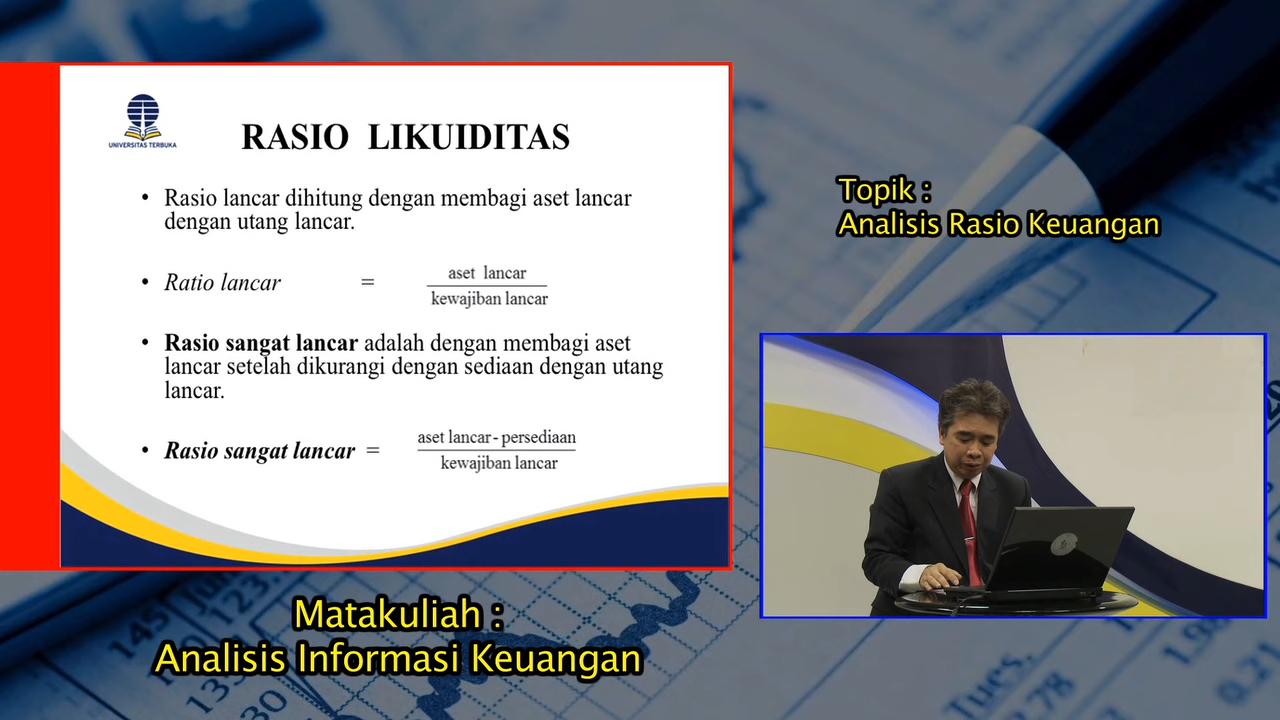 UNIVERSITAS TERBUKA
RASIO LIKUIDITAS
• Rasio lancar dihitung dengan membagi aset lancar
dengan utang lancar.
• Ratio lancar = aset lancar
kewajiban lancar
• Rasio sangat lancar adalah dengan membagi aset
lancar setelah dikurangi dengan sediaan dengan utang
lancar.
• Rasio sangat lancar = aset lancar - persediaan
kewajiban lancar
Topik :
Analisis Rasio Keuangan
Matakuliah :
Analisis Informasi Keuangan
Tues.